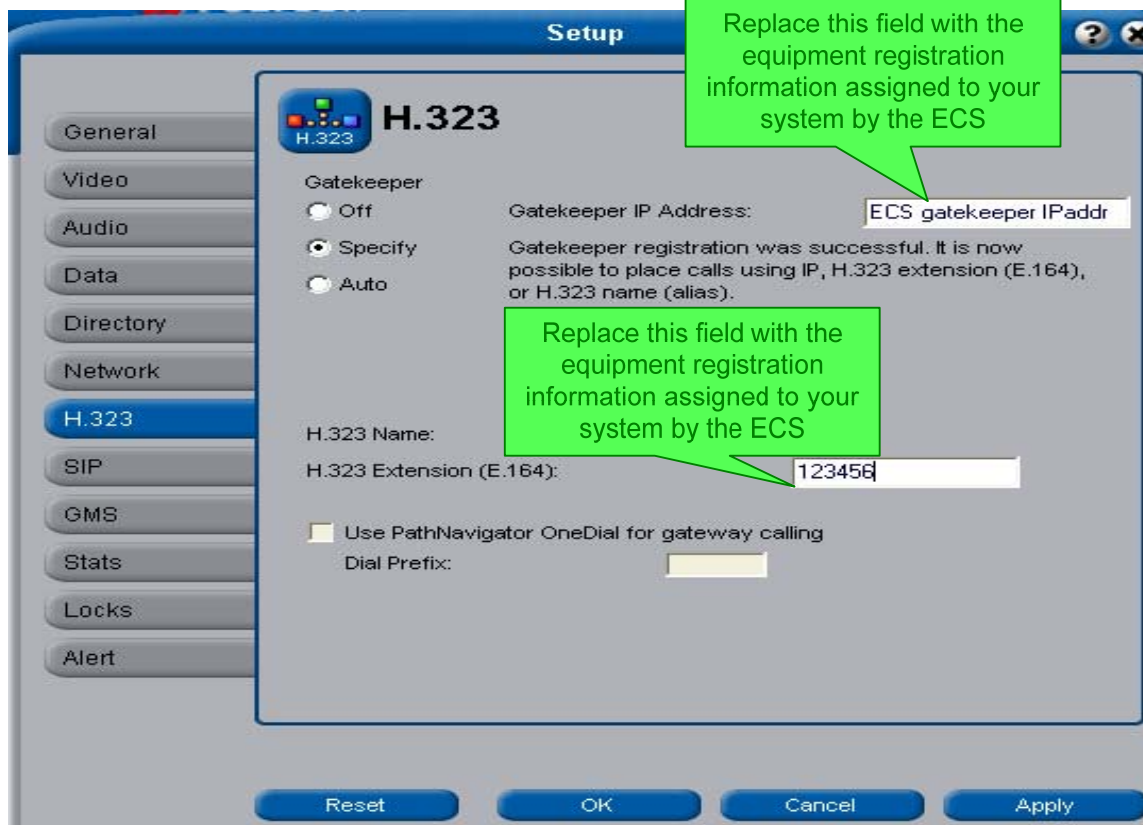 Setup
Replace this field with the
equipment registration
information assigned to your
system by the ECS
?
General
Video
Audio
Data
Directory
Network
H.323
SIP
GMS
Stats
Locks
Alert
H.323
H.323
Gatekeeper
Off
Specify
Auto
Gatekeeper IP Address: ECS gatekeeper IPaddr
Gatekeeper registration was successful. It is now
possible to place calls using IP, H.323 extension (E.164),
or H.323 name (alias).
Replace this field with the
equipment registration
information assigned to your
system by the ECS
H.323 Name:
H.323 Extension (E.164): 123456
Use PathNavigator OneDial for gateway calling
Dial Prefix:
Reset OK Cancel Apply